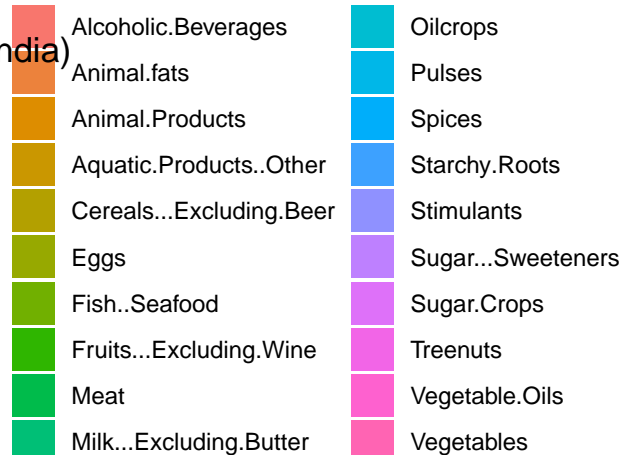 Alcoholic.Beverages
ndia)
Animal.fats
Animal.Products
Aquatic.Products..Other
Cereals...Excluding.Beer
Eggs
Fish..Seafood
Fruits...Excluding.Wine
Meat
Milk...Excluding.Butter
Oilcrops
Pulses
Spices
Starchy.Roots
Stimulants
Sugar...Sweeteners
Sugar.Crops
Treenuts
Vegetable.Oils
Vegetables